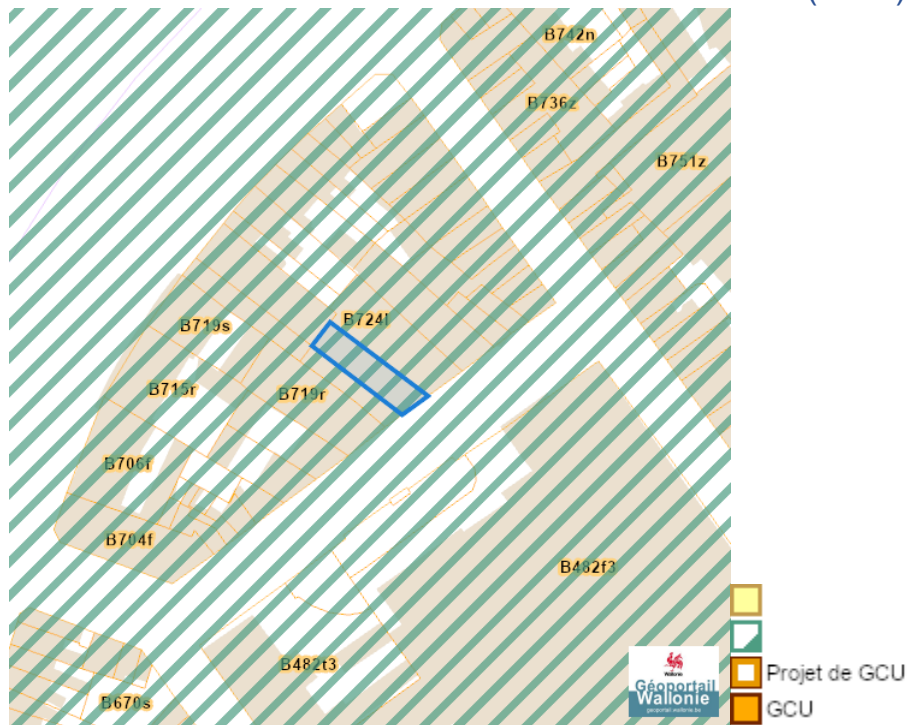 B742n
B736z
B751z
B724l
B719s
B715r
B719r
B706f
B704f
B482f3
B482t3
B670s
Wallonie
Géoportail
Wallonie
geoportail.wallonie.be
Projet de GCU
GCU